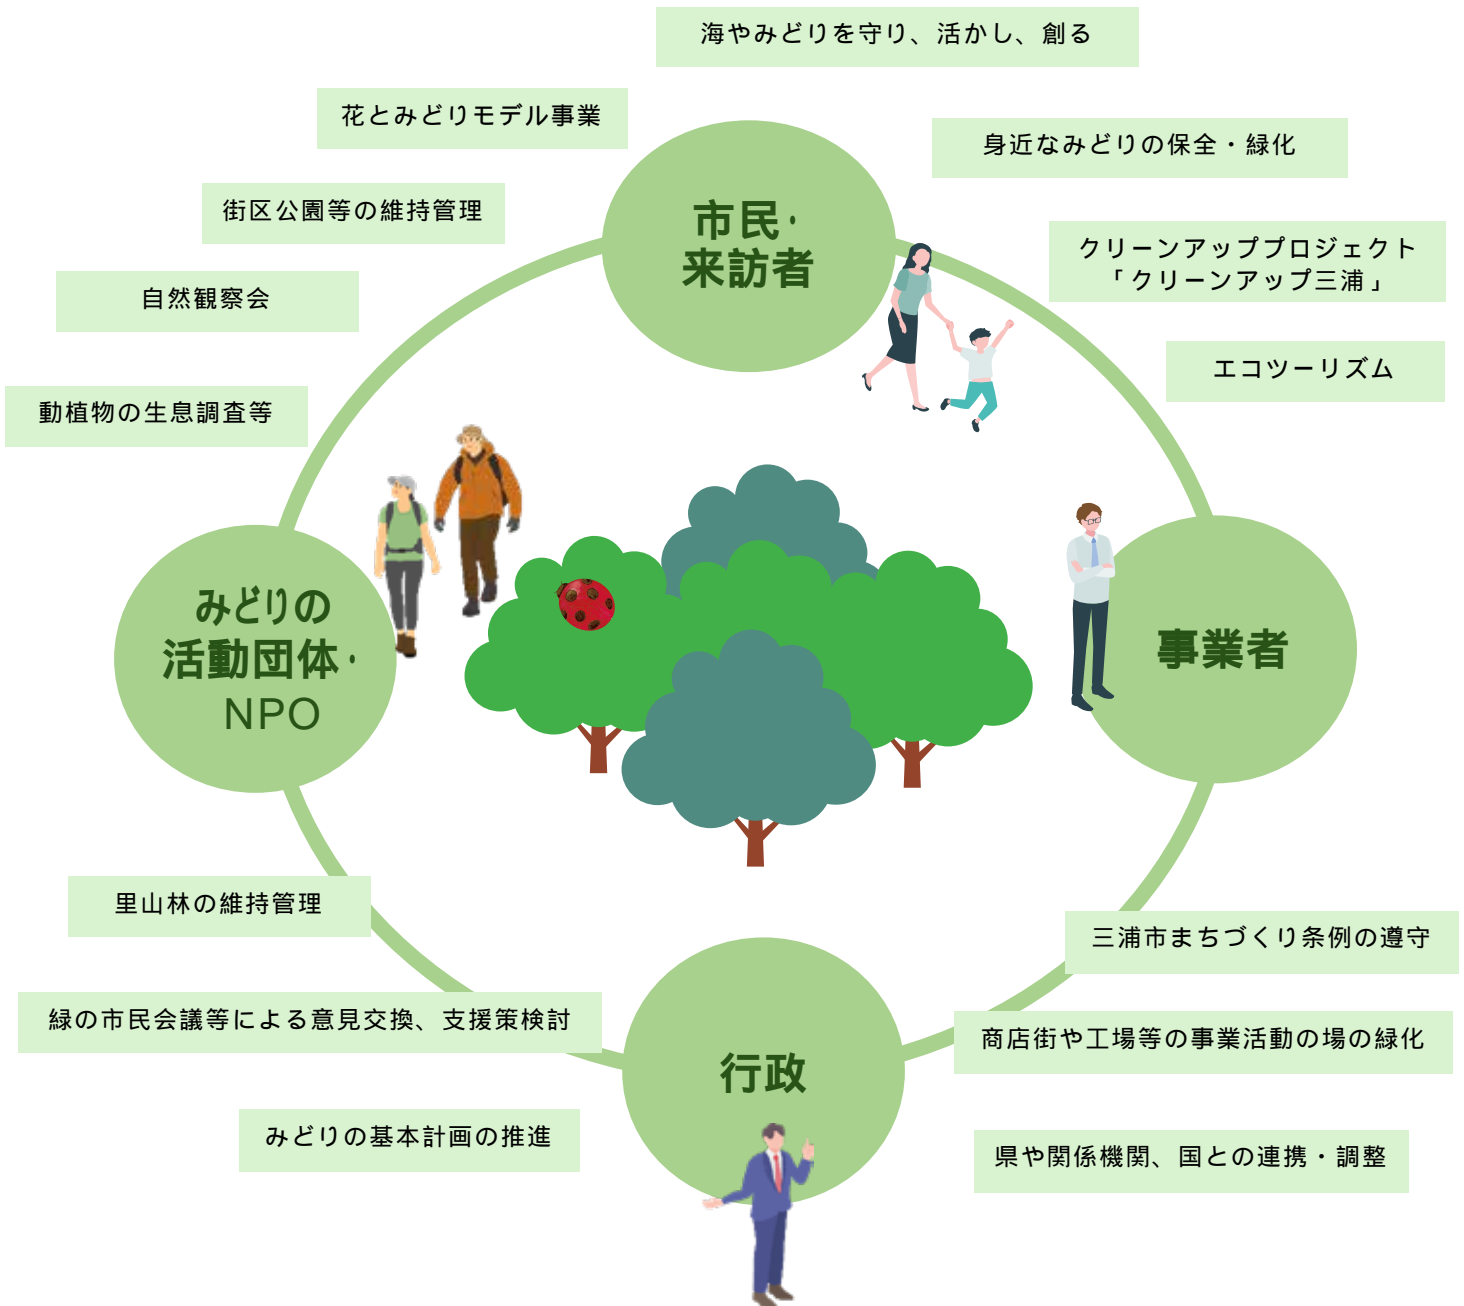 海やみどりを守り、活かし、創る
花とみどりモデル事業
身近なみどりの保全・緑化
街区公園等の維持管理
市民・
来訪者
クリーンアッププロジェクト
「クリーンアップ三浦」
自然観察会
エコツーリズム
動植物の生息調査等
みどりの
活動団体・
NPO
事業者
里山林の維持管理
三浦市まちづくり条例の遵守
緑の市民会議等による意見交換、支援策検討
商店街や工場等の事業活動の場の緑化
行政
みどりの基本計画の推進
県や関係機関、国との連携・調整